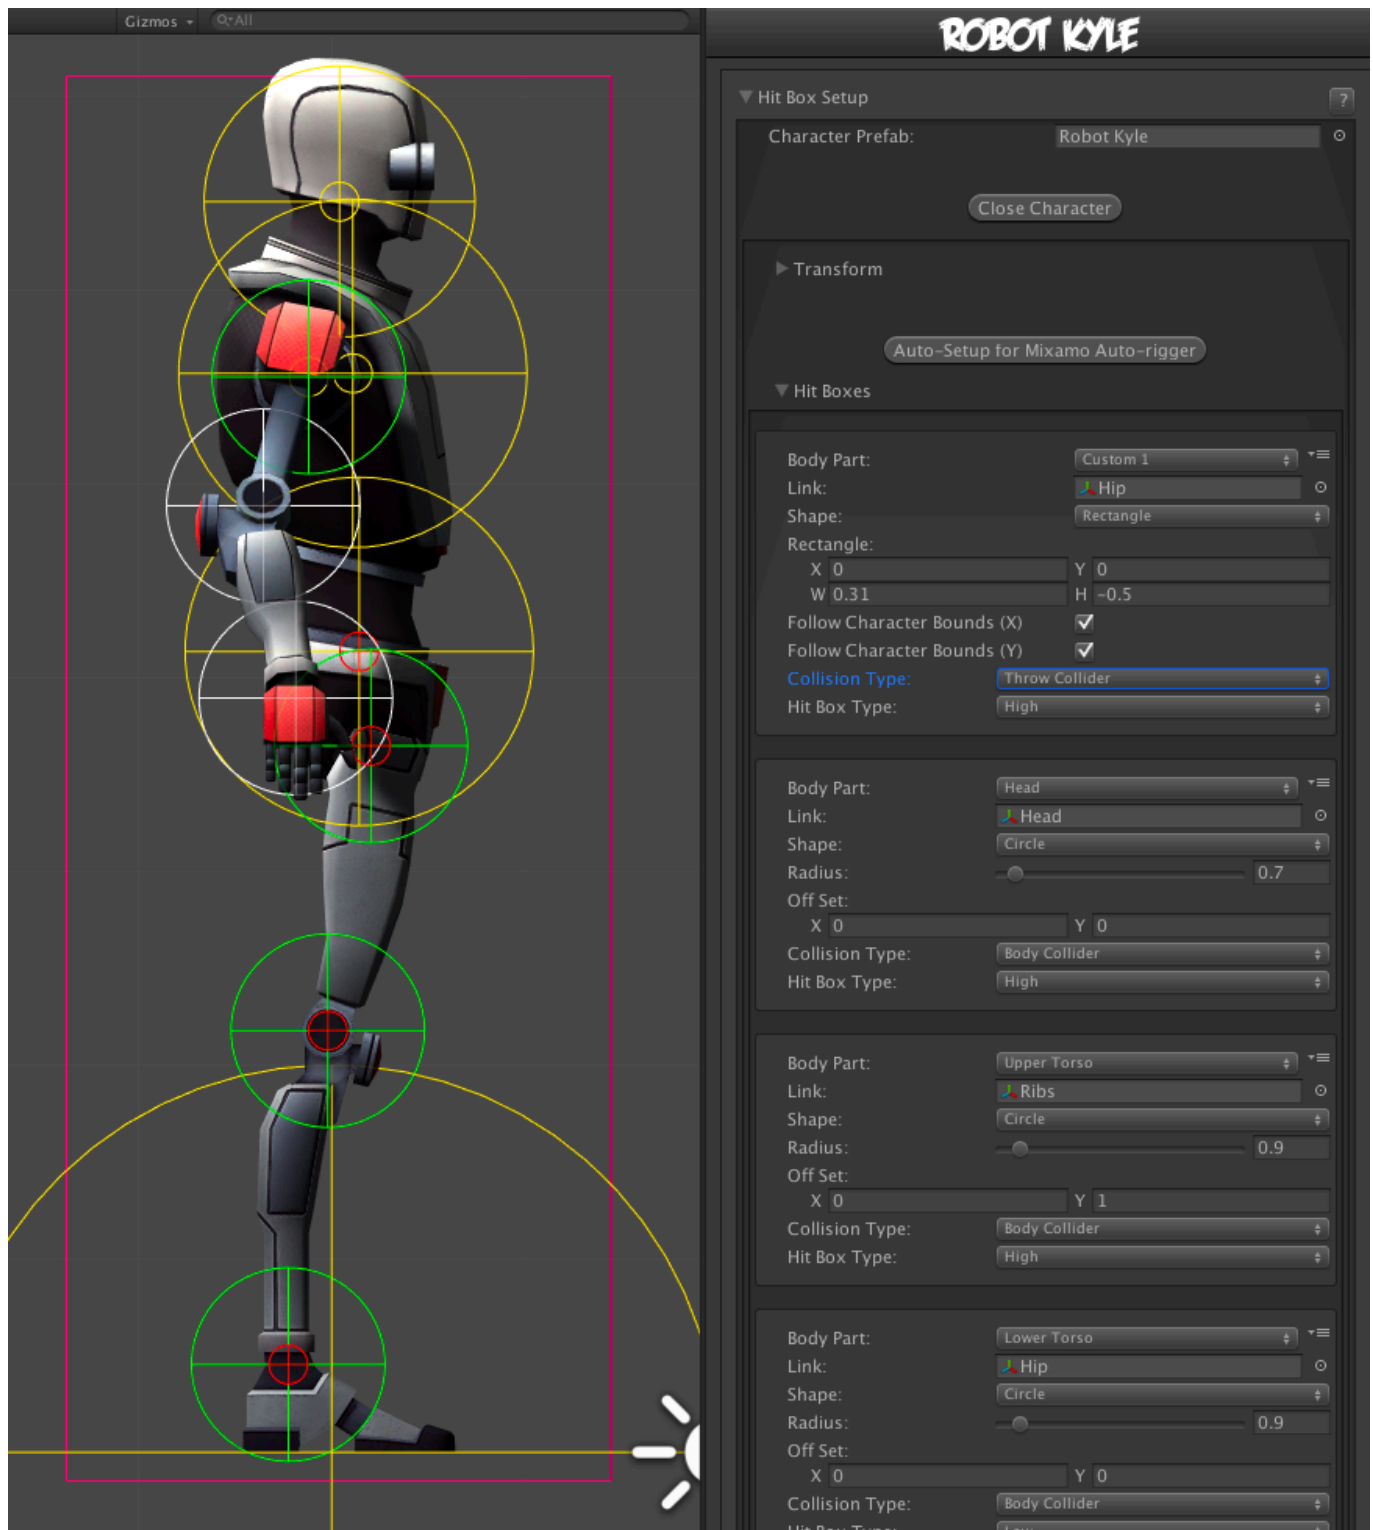 Gizmos
All
ROBOT KYLE
Hit Box Setup
?
Character Prefab: Robot Kyle
Close Character
Transform
Auto-Setup for Mixamo Auto-rigger
Hit Boxes
Body Part: Custom 1
Link: Hip
Shape: Rectangle
Rectangle:
X 0 Y 0
W 0.31 H -0.5
Follow Character Bounds (X)
Follow Character Bounds (Y)
Collision Type: Throw Collider
Hit Box Type: High
Body Part: Head
Link: Head
Shape: Circle
Radius: 0.7
Off Set:
X 0 Y 0
Collision Type: Body Collider
Hit Box Type: High
Body Part: Upper Torso
Link: Ribs
Shape: Circle
Radius: 0.9
Off Set:
X 0 Y 1
Collision Type: Body Collider
Hit Box Type: High
Body Part: Lower Torso
Link: Hip
Shape: Circle
Radius: 0.9
Off Set:
X 0 Y 0
Collision Type: Body Collider